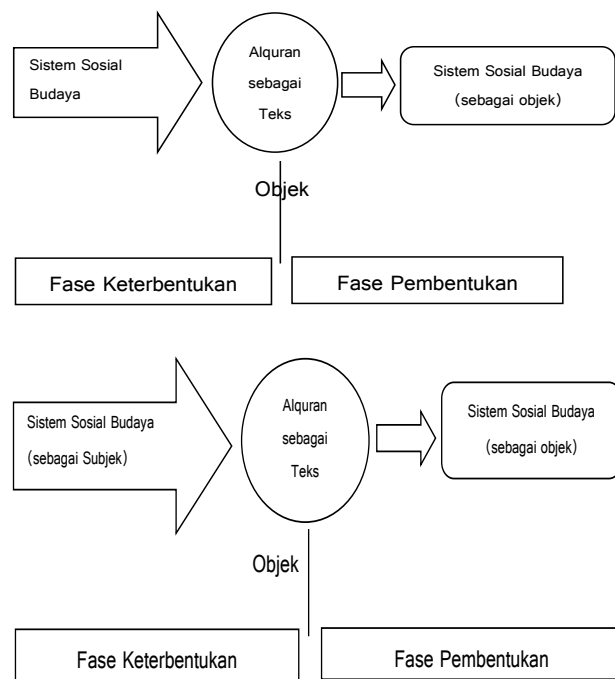 Sistem Sosial
Budaya
Alquran
sebagai
Teks
Sistem Sosial Budaya
(sebagai objek)
Objek
Fase Keterbentukan
Fase Pembentukan
Sistem Sosial Budaya
(sebagai Subjek)
Alquran
sebagai
Teks
Sistem Sosial Budaya
(sebagai objek)
Objek
Fase Keterbentukan
Fase Pembentukan